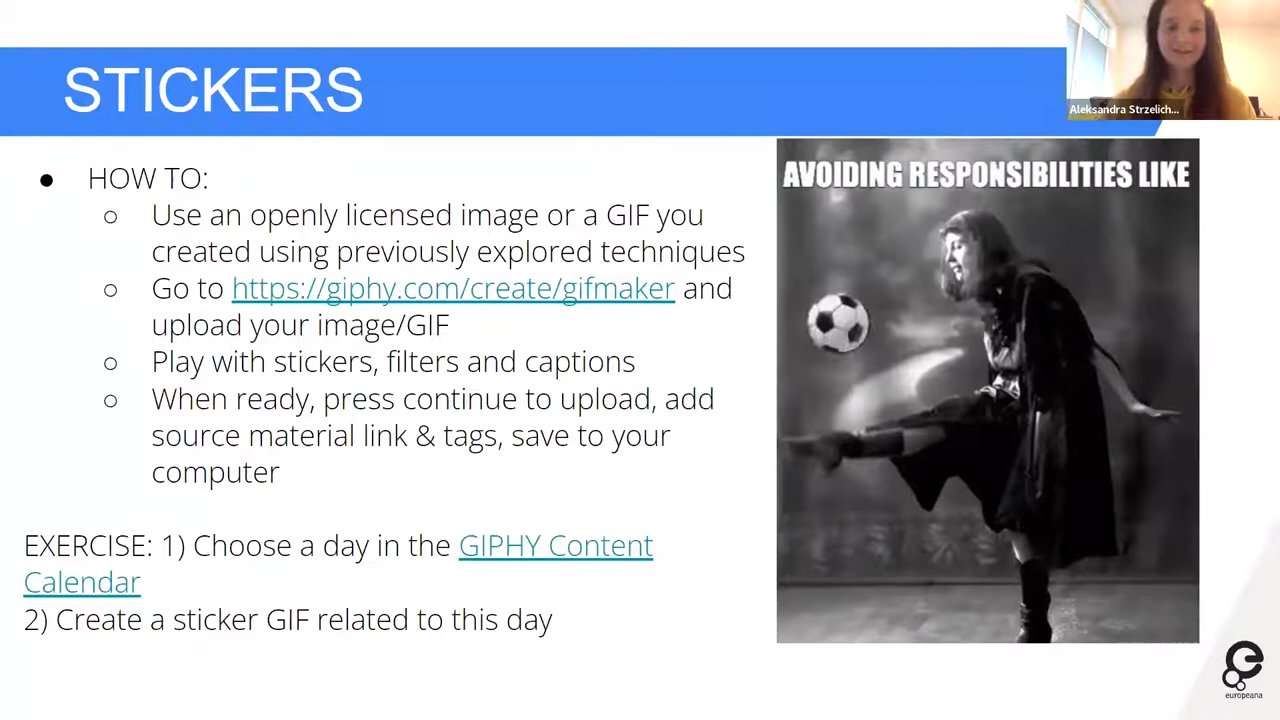 STICKERS
Aleksandra Strzelich...
● HOW TO:
○ Use an openly licensed image or a GIF you
created using previously explored techniques
○ Go to https://giphy.com/create/gifmaker and
upload your image/GIF
○ Play with stickers, filters and captions
○ When ready, press continue to upload, add
source material link & tags, save to your
computer
EXERCISE: 1) Choose a day in the GIPHY Content
Calendar
2) Create a sticker GIF related to this day
AVOIDING RESPONSIBILITIES LIKE
europeana